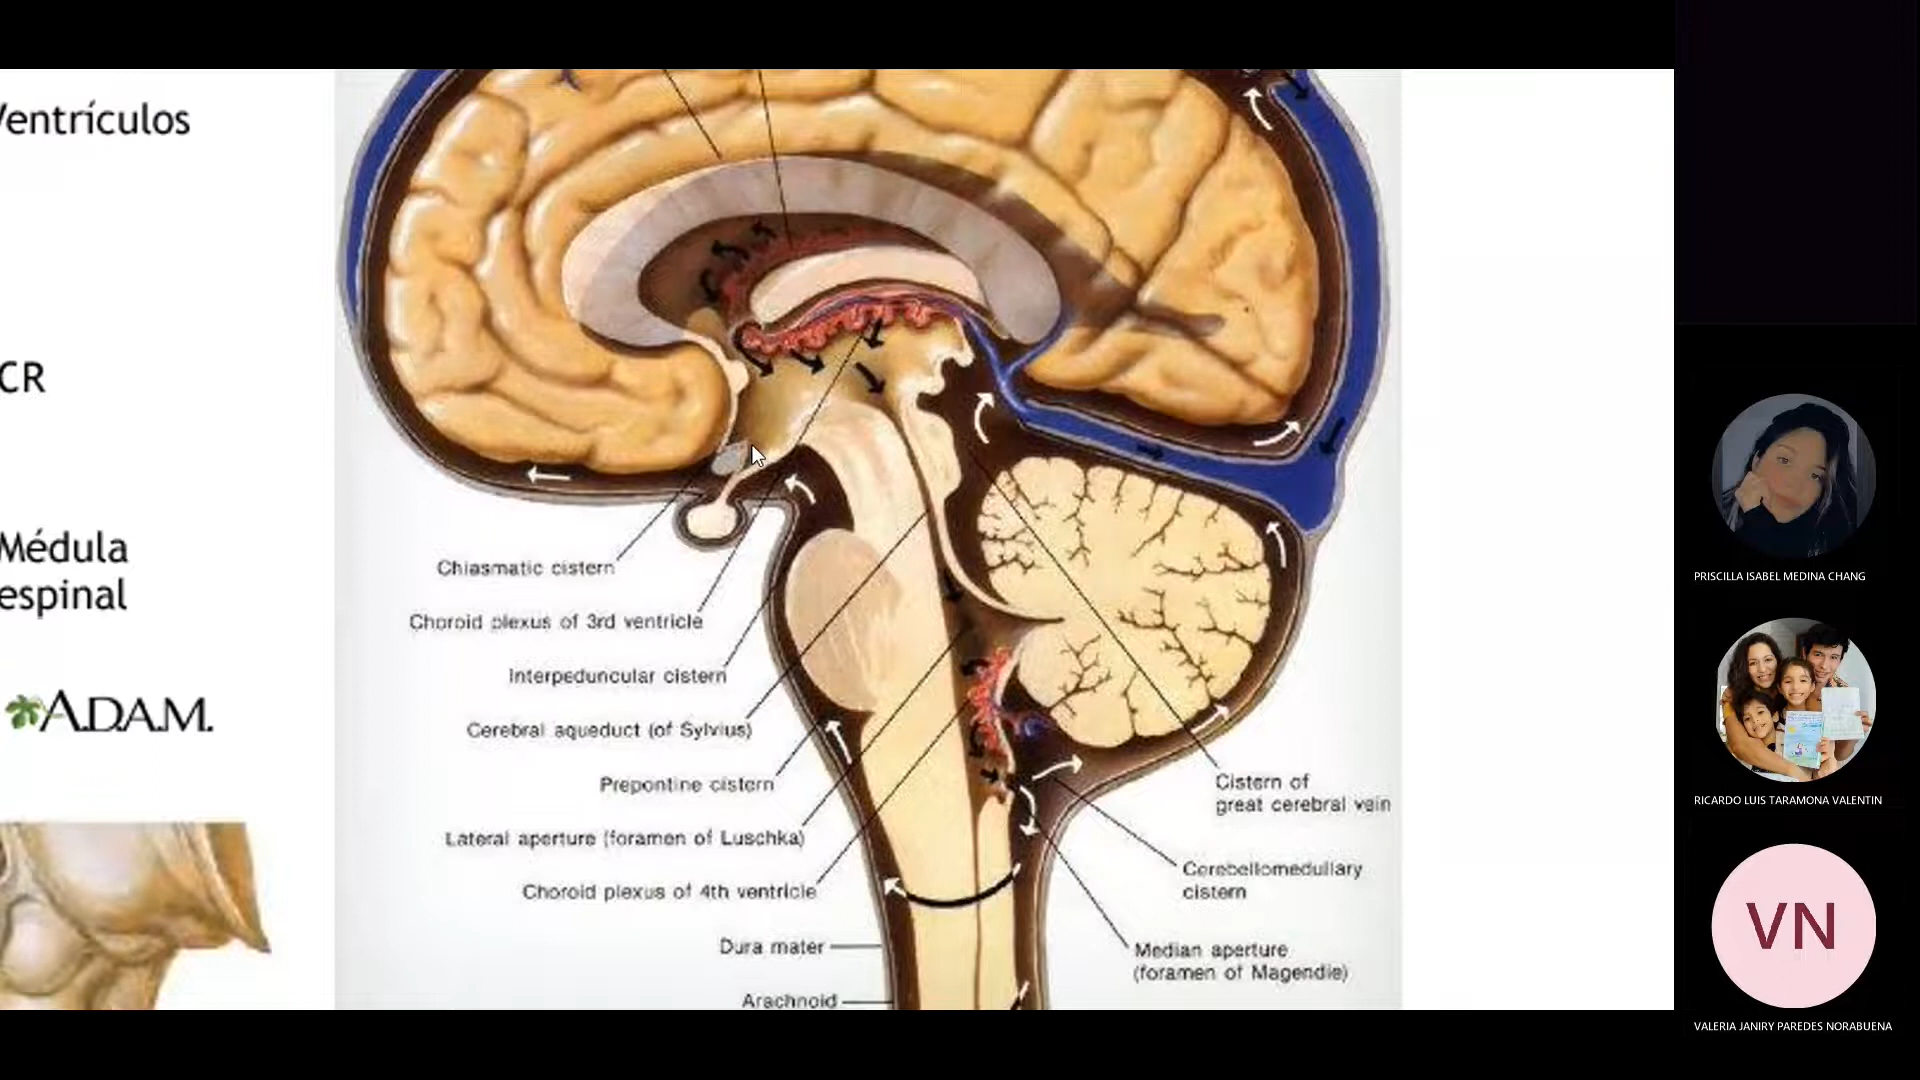 Ventrículos
CR
Médula
espinal
A.D.A.M.
Chiasmatic cistern
Choroid plexus of 3rd ventricle
Interpeduncular cistern
Cerebral aqueduct (of Sylvius)
Prepontine cistern
Lateral aperture (foramen of Luschka)
Choroid plexus of 4th ventricle
Dura mater
Arachnoid
Cistern of
great cerebral vein
Cerebellomedullary
cistern
Median aperture
(foramen of Magendie)
PRISCILLA ISABEL MEDINA CHANG
RICARDO LUIS TARAMONA VALENTIN
VN
VALERIA JANIRY PAREDES NORABUENA